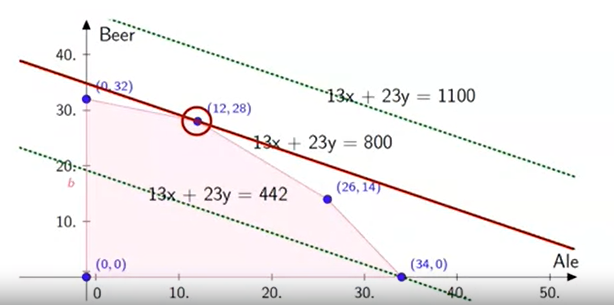 Beer
40.
(0, 32)
13x + 23y = 1100
30.
(12, 28)
13x + 23y = 800
20.
b
13x + 23y = 442
(26, 14)
10.
(0, 0)
(34, 0)
Ale
0
10.
20.
30.
40.
50.